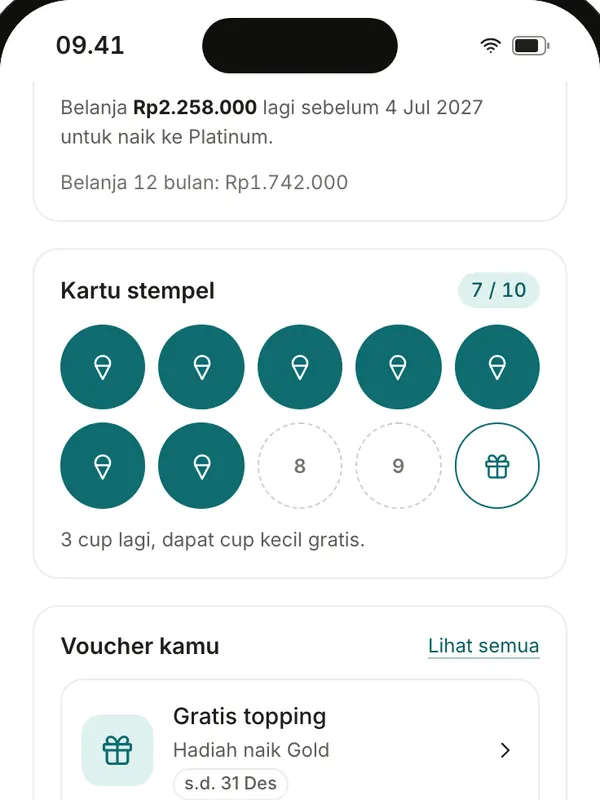 09.41
Belanja Rp2.258.000 lagi sebelum 4 Jul 2027
untuk naik ke Platinum.
Belanja 12 bulan: Rp1.742.000
Kartu stempel
7 / 10
8
9
3 cup lagi, dapat cup kecil gratis.
Voucher kamu
Lihat semua
Gratis topping
Hadiah naik Gold
s.d. 31 Des